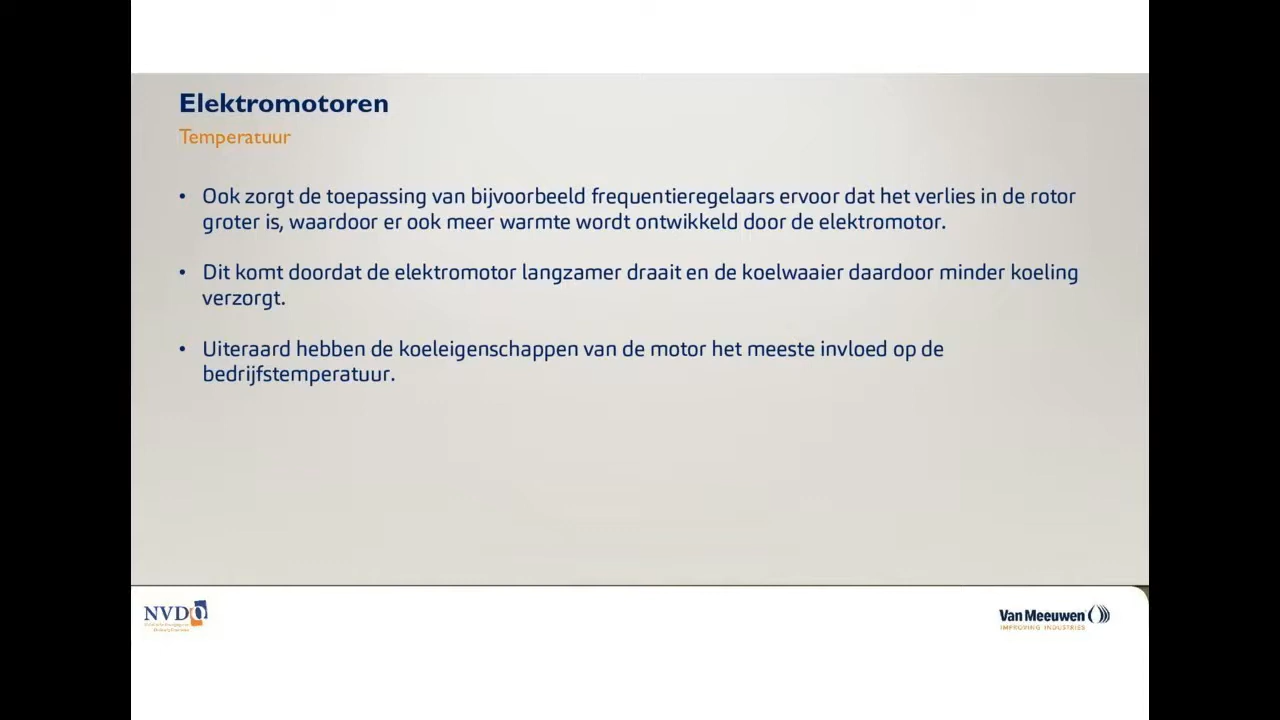 Elektromotoren
Temperatuur
• Ook zorgt de toepassing van bijvoorbeeld frequentieregelaars ervoor dat het verlies in de rotor
groter is, waardoor er ook meer warmte wordt ontwikkeld door de elektromotor.
• Dit komt doordat de elektromotor langzamer draait en de koelwaaier daardoor minder koeling
verzorgt.
• Uiteraard hebben de koeleigenschappen van de motor het meeste invloed op de
bedrijfstemperatuur.
NVDO
Van Meeuwen
IMPROVING INDUSTRIES